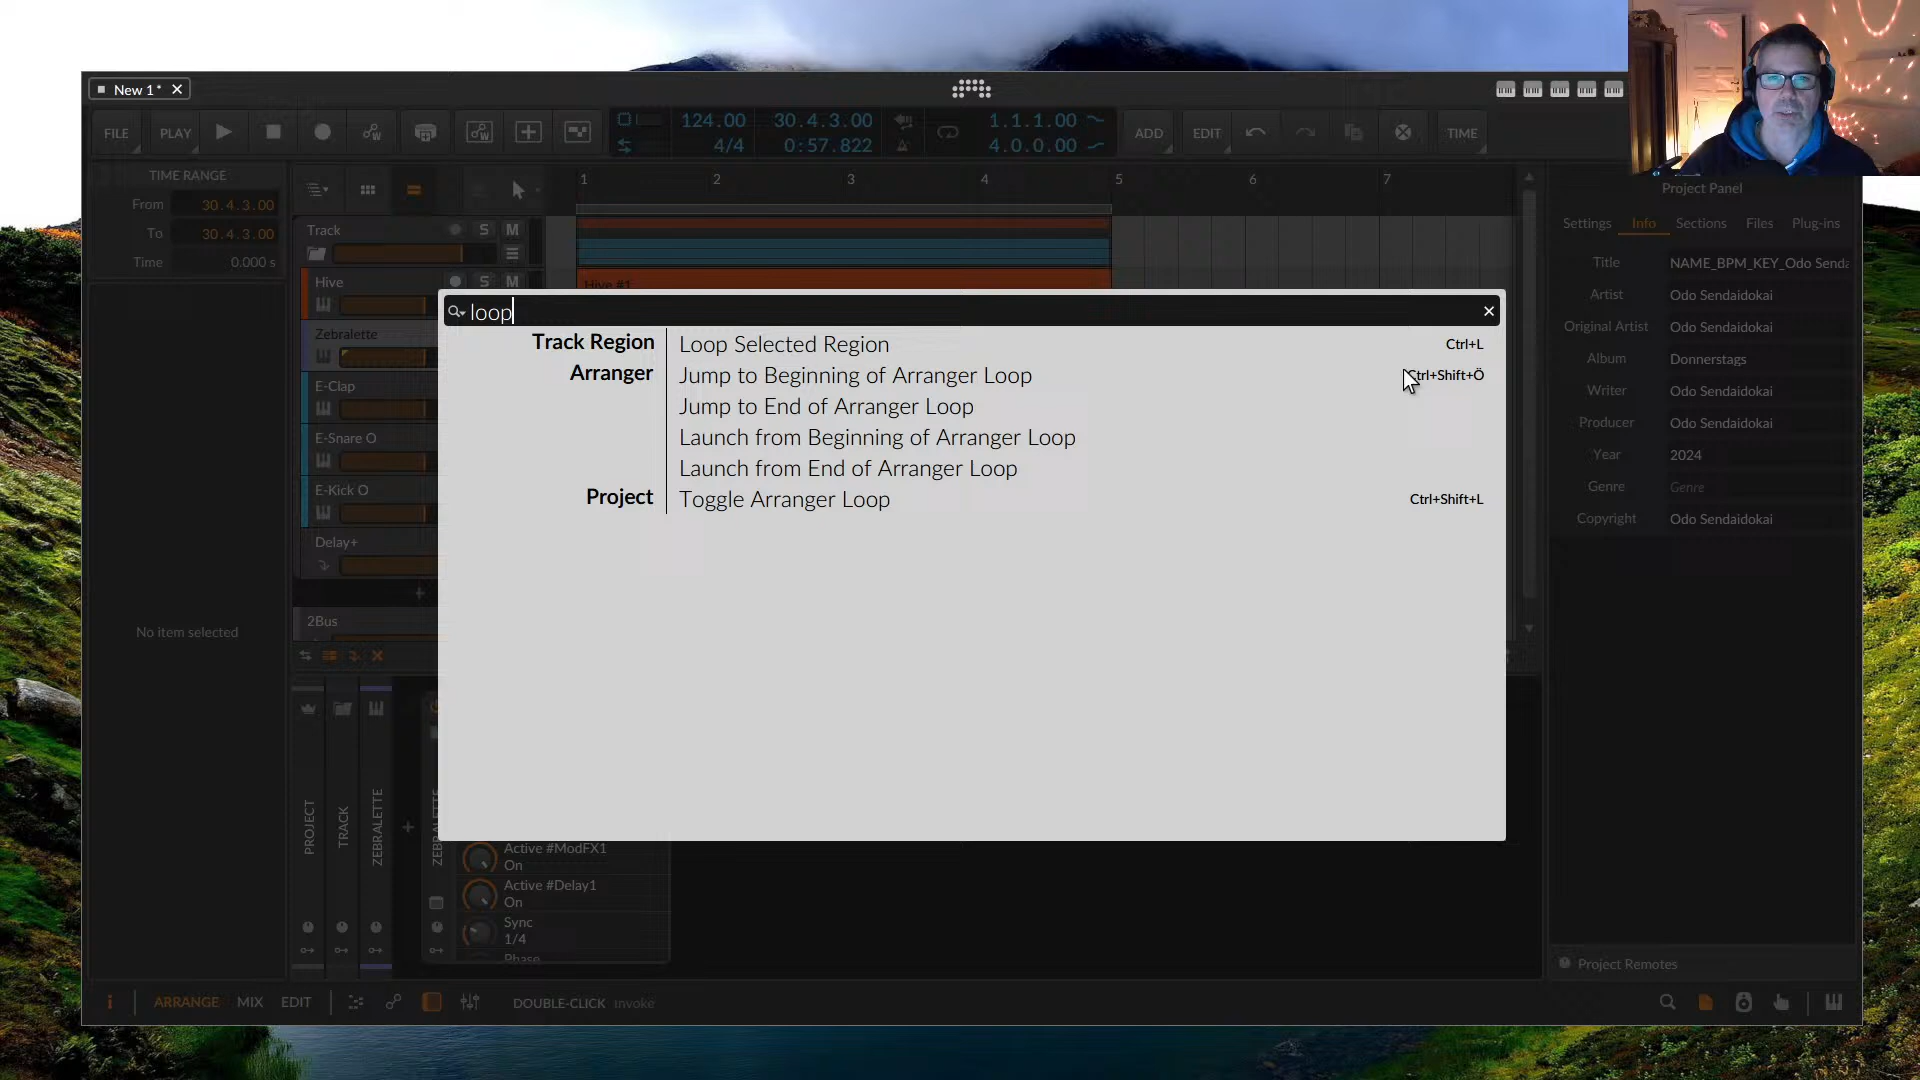 New 1*
FILE
PLAY
124.00
4/4
30.4.3.00
0:57.822
1.1.1.00
4.0.0.00
ADD
EDIT
TIME
TIME RANGE
From 30.4.3.00
To 30.4.3.00
Time 0.000 s
No item selected
1 2 3 4 5 6 7
Track S M
Hive S M
Hive #1
Zebralette
E-Clap
E-Snare O
E-Kick O
Delay+
2Bus
loop
Track Region
Loop Selected Region Ctrl+L
Arranger
Jump to Beginning of Arranger Loop Ctrl+Shift+Ö
Jump to End of Arranger Loop
Launch from Beginning of Arranger Loop
Launch from End of Arranger Loop
Project
Toggle Arranger Loop Ctrl+Shift+L
Project Panel
Settings Info Sections Files Plug-ins
Title NAME_BPM_KEY_Odo Senda
Artist Odo Sendaidokai
Original Artist Odo Sendaidokai
Album Donnerstags
Writer Odo Sendaidokai
Producer Odo Sendaidokai
Year 2024
Genre Genre
Copyright Odo Sendaidokai
Project Remotes
PROJECT
TRACK
ZEBRALETTE
ZEBRALETTE
Active #ModFX1
On
Active #Delay1
On
Sync
1/4
Phase
i
ARRANGE MIX EDIT
DOUBLE-CLICK invoke